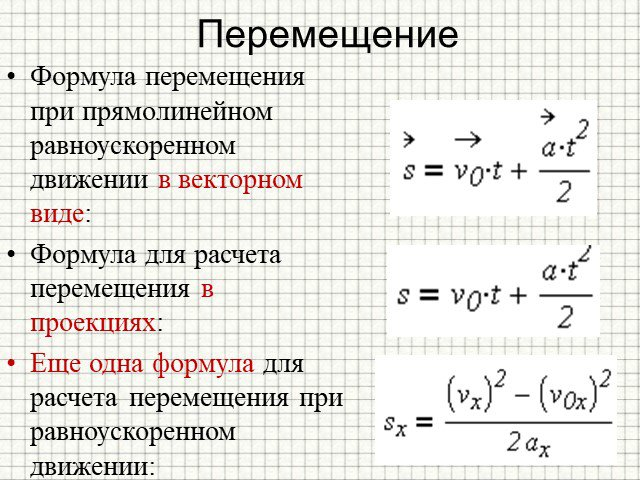 Перемещение
• Формула перемещения
при прямолинейном
равноускоренном
движении в векторном
виде:
s⃗ = v⃗₀·t + a⃗·t²/2
• Формула для расчета
перемещения в
проекциях:
s = v₀·t + a·t²/2
• Еще одна формула для
расчета перемещения при
равноускоренном
движении:
sₓ = ((vₓ)² − (v₀ₓ)²)/2aₓ